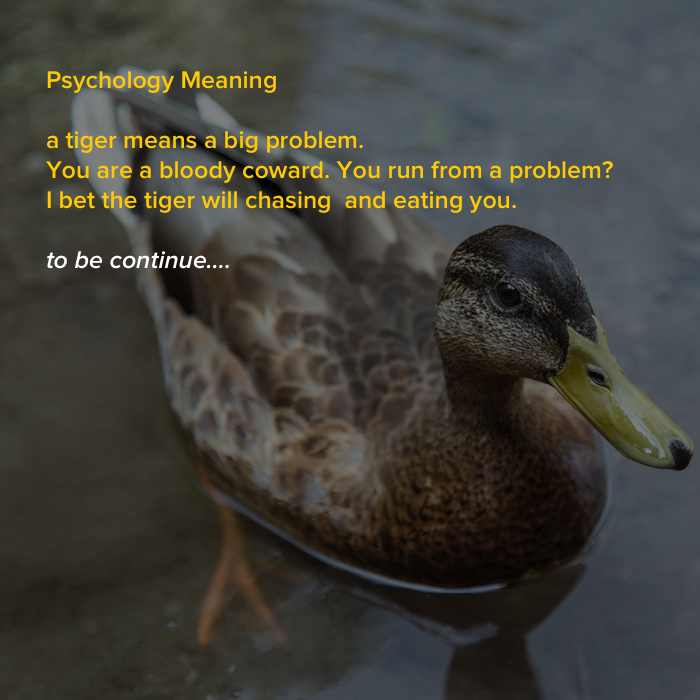 Psychology Meaning
a tiger means a big problem.
You are a bloody coward. You run from a problem?
I bet the tiger will chasing  and eating you.
to be continue....